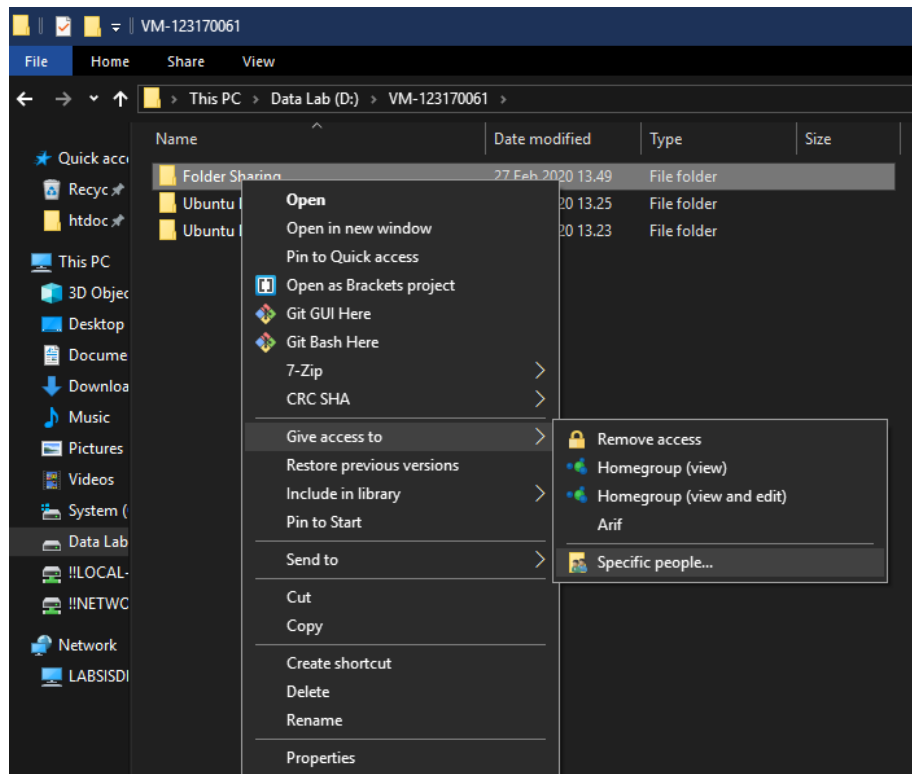 VM-123170061
File Home Share View
This PC > Data Lab (D:) > VM-123170061 >
Name Date modified Type Size
Quick acce
Recyc
htdoc
This PC
3D Objec
Desktop
Docume
Downloa
Music
Pictures
Videos
System (
Data Lab
!!LOCAL-
!!NETWC
Network
LABSISDI
Folder Sharing 27 Feb 2020 13.49 File folder
Ubuntu 20 13.25 File folder
Ubuntu 20 13.23 File folder
Open
Open in new window
Pin to Quick access
Open as Brackets project
Git GUI Here
Git Bash Here
7-Zip
CRC SHA
Give access to
Restore previous versions
Include in library
Pin to Start
Send to
Cut
Copy
Create shortcut
Delete
Rename
Properties
Remove access
Homegroup (view)
Homegroup (view and edit)
Arif
Specific people...